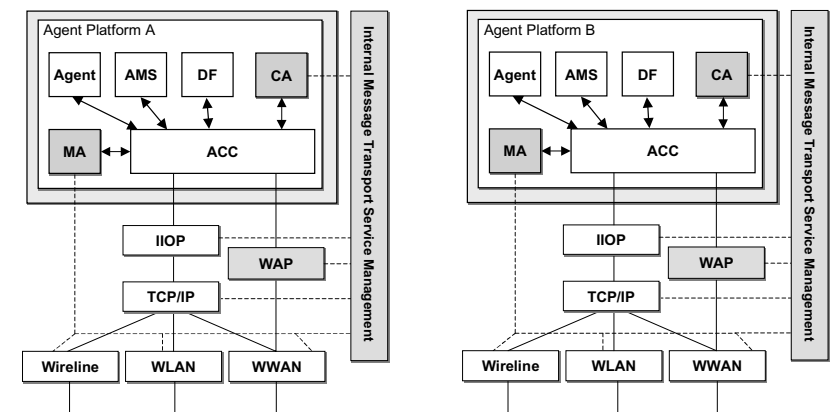 Agent Platform A
Agent
AMS
DF
CA
MA
ACC
IIOP
WAP
TCP/IP
Wireline
WLAN
WWAN
Internal Message Transport Service Management
Agent Platform B
Agent
AMS
DF
CA
MA
ACC
IIOP
WAP
TCP/IP
Wireline
WLAN
WWAN
Internal Message Transport Service Management